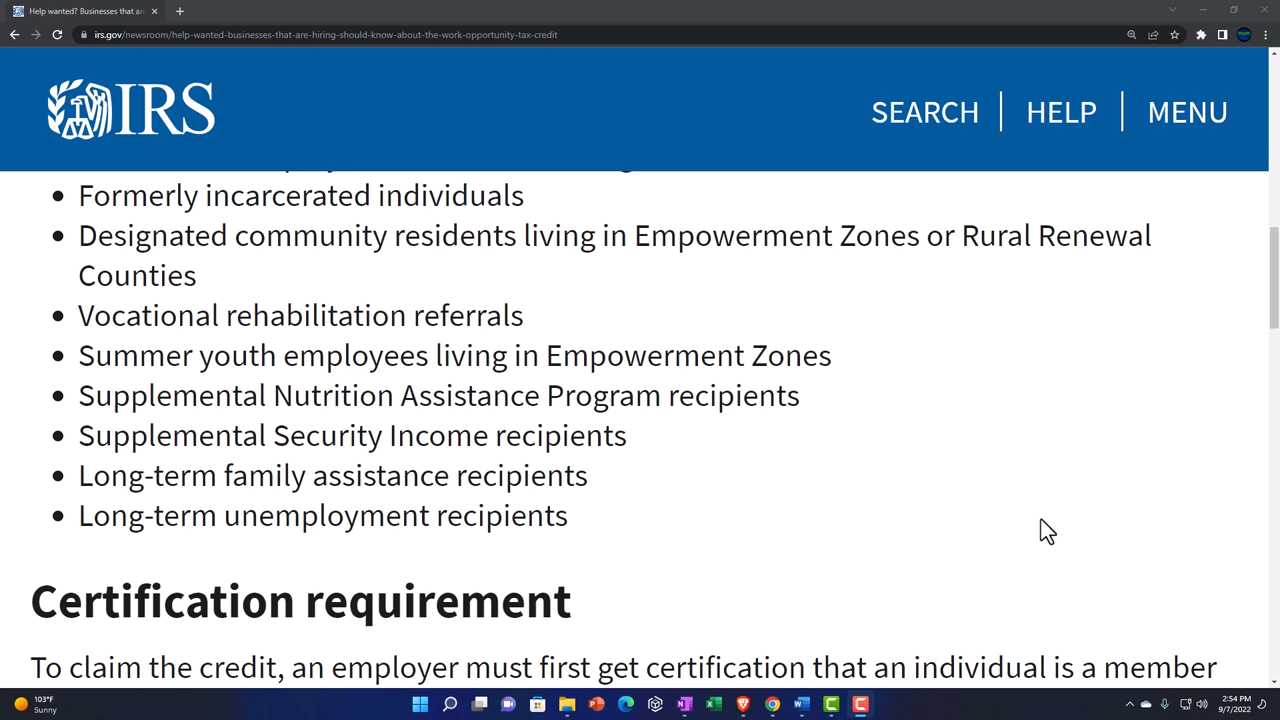 Help wanted? Businesses that are
irs.gov/newsroom/help-wanted-businesses-that-are-hiring-should-know-about-the-work-opportunity-tax-credit
IRS
SEARCH
HELP
MENU
Formerly incarcerated individuals
Designated community residents living in Empowerment Zones or Rural Renewal
Counties
Vocational rehabilitation referrals
Summer youth employees living in Empowerment Zones
Supplemental Nutrition Assistance Program recipients
Supplemental Security Income recipients
Long-term family assistance recipients
Long-term unemployment recipients
Certification requirement
To claim the credit, an employer must first get certification that an individual is a member
103°F
Sunny
2:54 PM
9/7/2022